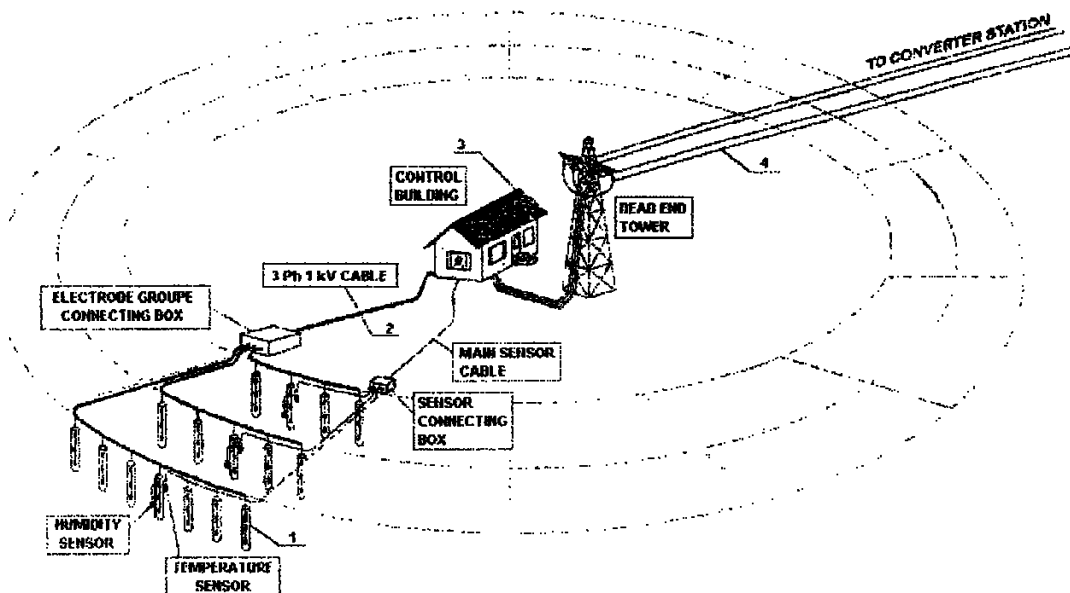 TO CONVERTER STATION
3
4
CONTROL
BUILDING
DEAD END
TOWER
3 Ph 1 kV CABLE
ELECTRODE GROUPE
CONNECTING BOX
2
MAIN SENSOR
CABLE
SENSOR
CONNECTING
BOX
HUMIDITY
SENSOR
1
TEMPERATURE
SENSOR